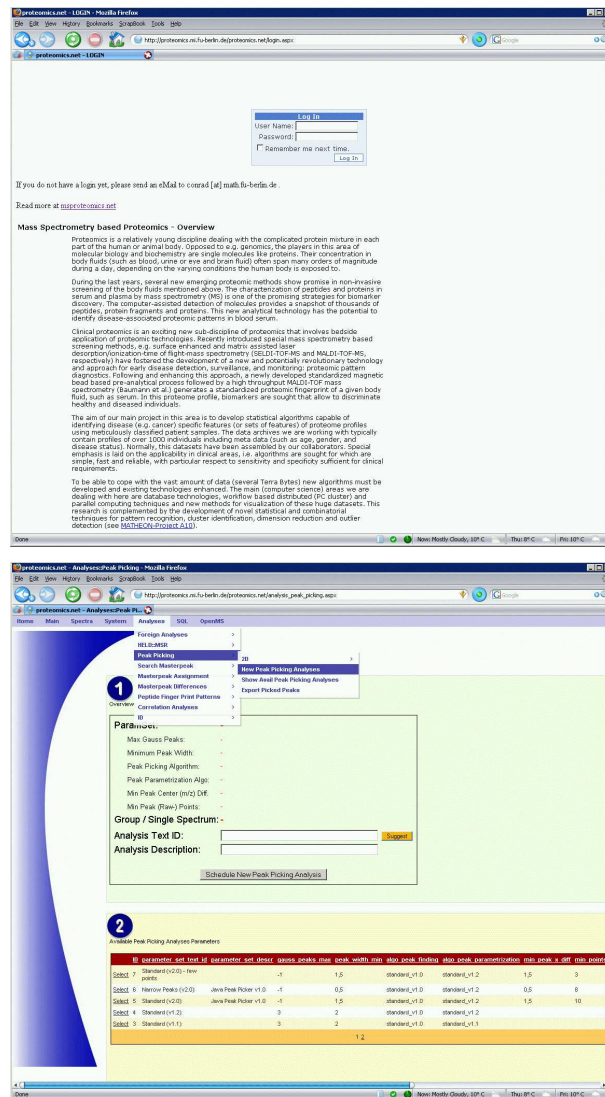 proteomics.net - LOGIN - Mozilla Firefox
File Edit View History Bookmarks ScrapBook Tools Help
http://proteomics.mi.fu-berlin.de/proteomics.net/login.aspx
Google
proteomics.net - LOGIN
Log In
User Name:
Password:
Remember me next time.
Log In
If you do not have a login yet, please send an eMail to conrad [at] math.fu-berlin.de .
Read more at msproteomics.net
Mass Spectrometry based Proteomics - Overview
Proteomics is a relatively young discipline dealing with the complicated protein mixture in each
part of the human or animal body. Opposed to e.g. genomics, the players in this area of
molecular biology and biochemistry are single molecules like proteins. Their concentration in
body fluids (such as blood, urine or eye and brain fluid) often span many orders of magnitude
during a day, depending on the varying conditions the human body is exposed to.
During the last years, several new emerging proteomic methods show promise in non-invasive
screening of the body fluids mentioned above. The characterization of peptides and proteins in
serum and plasma by mass spectrometry (MS) is one of the promising strategies for biomarker
discovery. The computer-assisted detection of molecules provides a snapshot of thousands of
peptides, protein fragments and proteins. This new analytical technology has the potential to
identify disease-associated proteomic patterns in blood serum.
Clinical proteomics is an exciting new sub-discipline of proteomics that involves bedside
application of proteomic technologies. Recently introduced special mass spectrometry based
screening methods, e.g. surface enhanced and matrix assisted laser
desorption/ionization-time of flight-mass spectrometry (SELDI-TOF-MS and MALDI-TOF-MS,
respectively) have fostered the development of a new and potentially revolutionary technology
and approach for early disease detection, surveillance, and monitoring: proteomic pattern
diagnostics. Following and enhancing this approach, a newly developed standardized magnetic
bead based pre-analytical process followed by a high throughput MALDI-TOF mass
spectrometry (Baumann et al.) generates a standardized proteomic fingerprint of a given body
fluid, such as serum. In this proteome profile, biomarkers are sought that allow to discriminate
healthy and diseased individuals.
The aim of our main project in this area is to develop statistical algorithms capable of
identifying disease (e.g. cancer) specific features (or sets of features) of proteome profiles
using meticulously classified patient samples. The data archives we are working with typically
contain profiles of over 1000 individuals including meta data (such as age, gender, and
disease status). Normally, this datasets have been assembled by our collaborators. Special
emphasis is laid on the applicability in clinical areas, i.e. algorithms are sought for which are
simple, fast and reliable, with particular respect to sensitivity and specificity sufficient for clinical
requirements.
To be able to cope with the vast amount of data (several Terra Bytes) new algorithms must be
developed and existing technologies enhanced. The main (computer science) areas we are
dealing with here are database technologies, workflow based distributed (PC cluster) and
parallel computing techniques and new methods for visualization of these huge datasets. This
research is complemented by the development of novel statistical and combinatorial
techniques for pattern recognition, cluster identification, dimension reduction and outlier
detection (see MATHEON-Project A10).
Done Now: Mostly Cloudy, 10° C Thu: 8° C Fri: 10° C
proteomics.net - Analyses:Peak Picking - Mozilla Firefox
File Edit View History Bookmarks ScrapBook Tools Help
http://proteomics.mi.fu-berlin.de/proteomics.net/analysis_peak_picking.aspx
Google
proteomics.net - Analyses:Peak Pi...
Home Main Spectra System Analyses SQL OpenMS
Foreign Analyses >
HELD::MSR >
Peak Picking >
Search Masterpeak >
Masterpeak Assignment >
Masterpeak Differences >
Peptide Finger Print Patterns >
Correlation Analyses >
ID >
2D >
New Peak Picking Analyses
Show Avail Peak Picking Analyses
Export Picked Peaks
1
Overview
ParamSet: -
Max Gauss Peaks: -
Minimum Peak Width: -
Peak Picking Algorithm: -
Peak Parametrization Algo: -
Min Peak Center (m/z) Diff: -
Min Peak (Raw-) Points: -
Group / Single Spectrum: -
Analysis Text ID: Suggest
Analysis Description:
Schedule New Peak Picking Analysis
2
Available Peak Picking Analyses Parameters
ID parameter_set_text_id parameter_set_descr gauss_peaks_max peak_width_min algo_peak_finding algo_peak_parametrization min_peak_x_diff min_points
Select 7 Standard (v2.0) - few points -1 1,5 standard_v1.0 standard_v1.2 1,5 3
Select 6 Narrow Peaks (v2.0) Java Peak Picker v1.0 -1 0,5 standard_v1.0 standard_v1.2 0,5 8
Select 5 Standard (v2.0) Java Peak Picker v1.0 -1 1,5 standard_v1.0 standard_v1.2 1,5 10
Select 4 Standard (v1.2) 3 2 standard_v1.0 standard_v1.2
Select 3 Standard (v1.1) 3 2 standard_v1.0 standard_v1.1
1 2
Done Now: Mostly Cloudy, 10° C Thu: 8° C Fri: 10° C